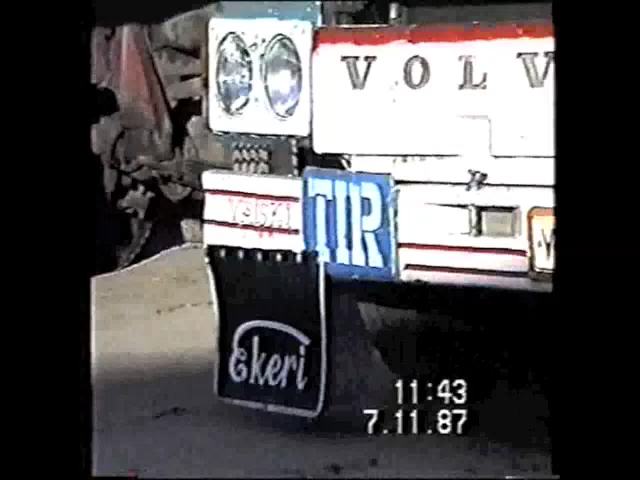 VOLV
TIR
Ekeri
11:43
7.11.87